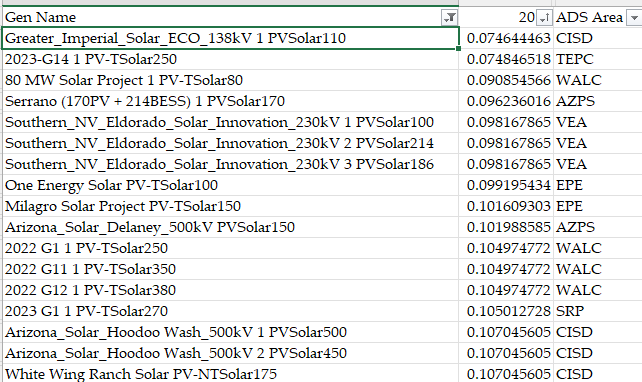 Gen Name 20 ADS Area
Greater_Imperial_Solar_ECO_138kV 1 PVSolar110 0.074644463 CISD
2023-G14 1 PV-TSolar250 0.074846518 TEPC
80 MW Solar Project 1 PV-TSolar80 0.090854566 WALC
Serrano (170PV + 214BESS) 1 PVSolar170 0.096236016 AZPS
Southern_NV_Eldorado_Solar_Innovation_230kV 1 PVSolar100 0.098167865 VEA
Southern_NV_Eldorado_Solar_Innovation_230kV 2 PVSolar214 0.098167865 VEA
Southern_NV_Eldorado_Solar_Innovation_230kV 3 PVSolar186 0.098167865 VEA
One Energy Solar PV-TSolar100 0.099195434 EPE
Milagro Solar Project PV-TSolar150 0.101609303 EPE
Arizona_Solar_Delaney_500kV PVSolar150 0.101988585 AZPS
2022 G1 1 PV-TSolar250 0.104974772 WALC
2022 G11 1 PV-TSolar350 0.104974772 WALC
2022 G12 1 PV-TSolar380 0.104974772 WALC
2023 G1 1 PV-TSolar270 0.105012728 SRP
Arizona_Solar_Hoodoo Wash_500kV 1 PVSolar500 0.107045605 CISD
Arizona_Solar_Hoodoo Wash_500kV 2 PVSolar450 0.107045605 CISD
White Wing Ranch Solar PV-NTSolar175 0.107045605 CISD